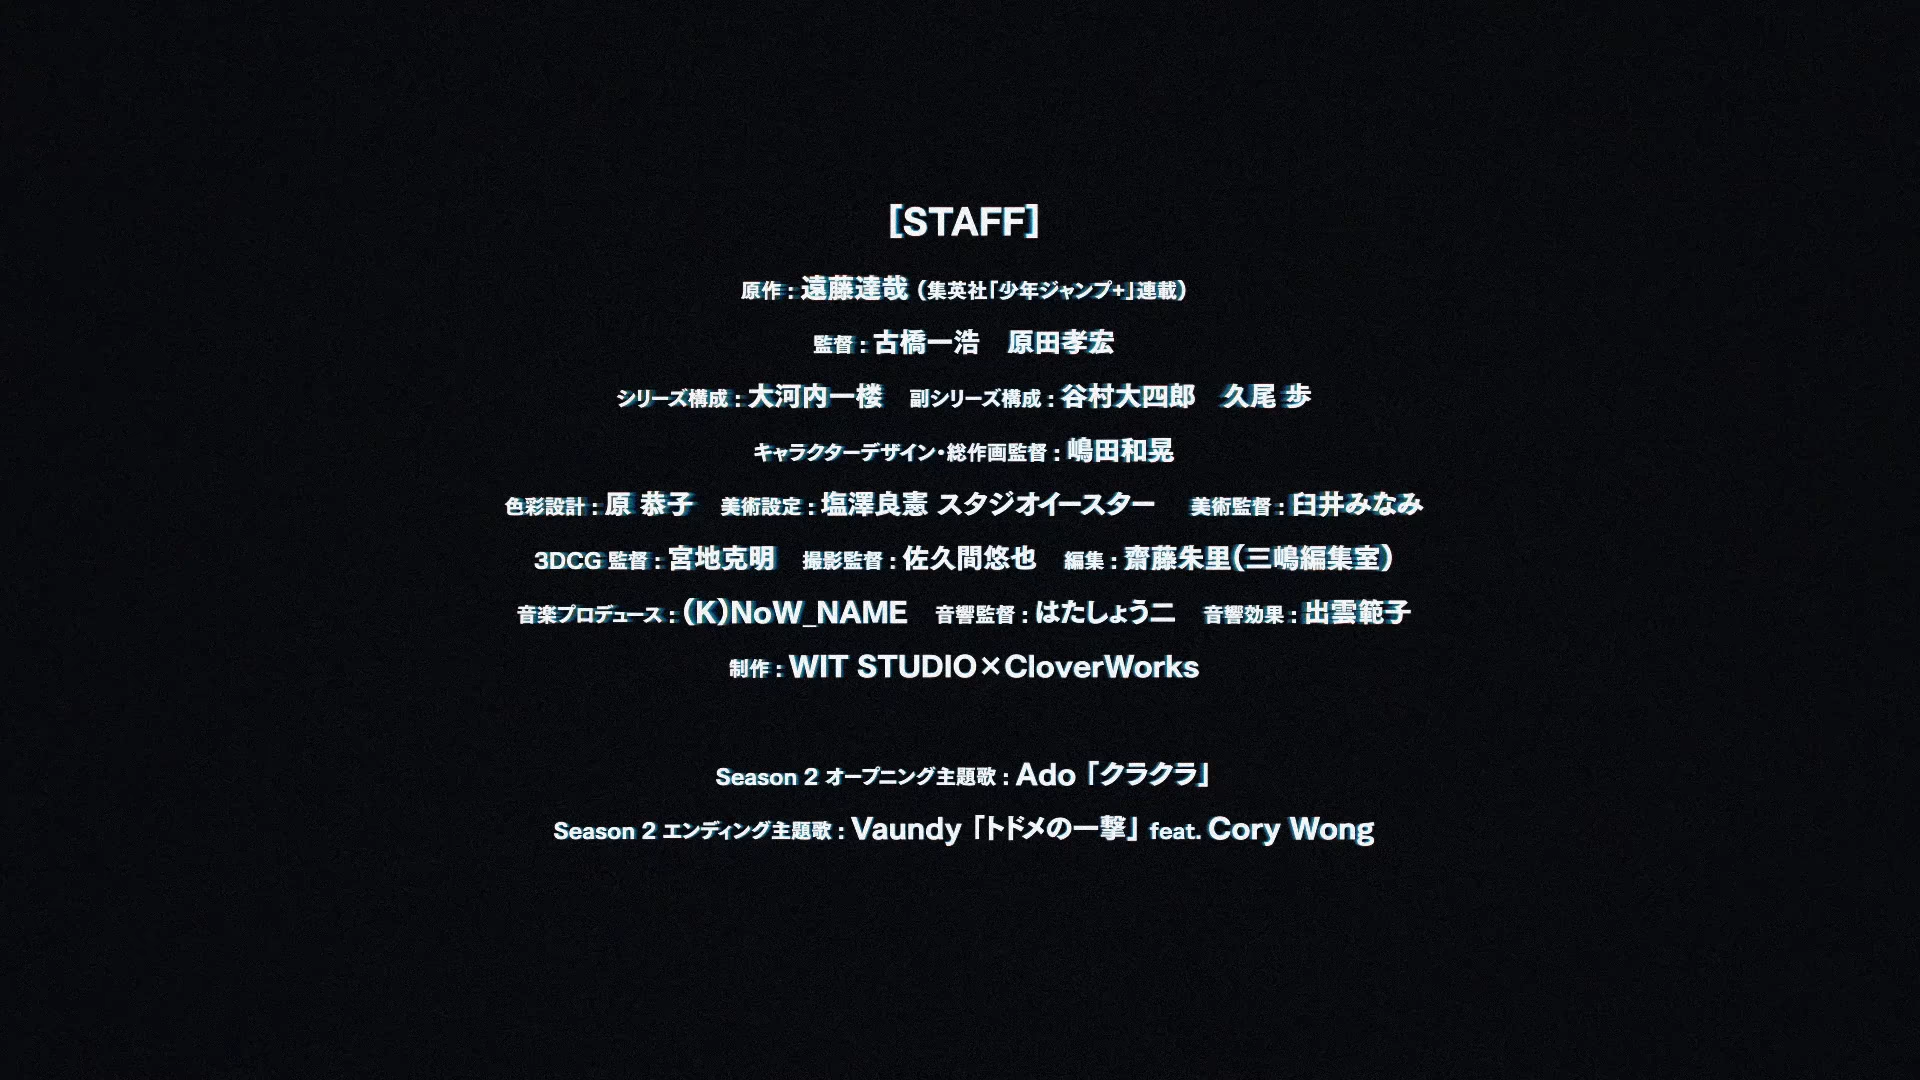 [STAFF]
原作 : 遠藤達哉 (集英社「少年ジャンプ+」連載)
監督 : 古橋一浩　原田孝宏
シリーズ構成 : 大河内一楼　副シリーズ構成 : 谷村大四郎　久尾 歩
キャラクターデザイン・総作画監督 : 嶋田和晃
色彩設計 : 原 恭子　美術設定 : 塩澤良憲 スタジオイースター　美術監督 : 臼井みなみ
3DCG 監督 : 宮地克明　撮影監督 : 佐久間悠也　編集 : 齋藤朱里(三嶋編集室)
音楽プロデュース : (K)NoW_NAME　音響監督 : はたしょう二　音響効果 : 出雲範子
制作 : WIT STUDIO×CloverWorks
Season 2 オープニング主題歌 : Ado「クラクラ」
Season 2 エンディング主題歌 : Vaundy「トドメの一撃」feat. Cory Wong